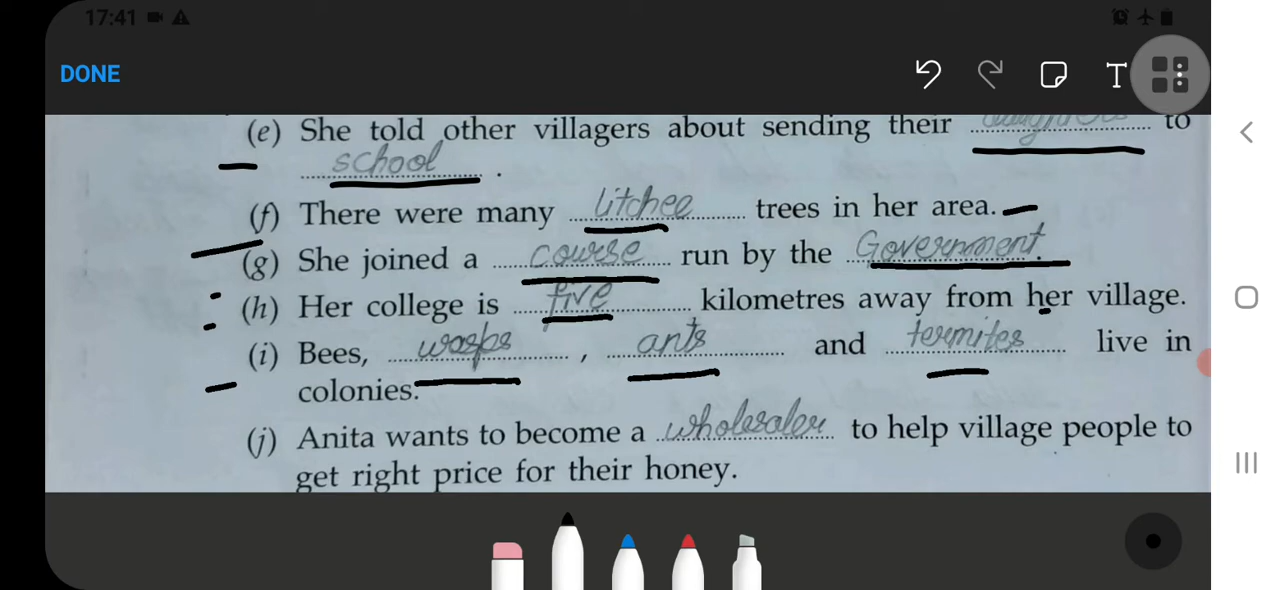 17:41
DONE
T
(e) She told other villagers about sending their daughters to
school .
(f) There were many litchee trees in her area.
(g) She joined a course run by the Government.
(h) Her college is five kilometres away from her village.
(i) Bees, wasps , ants and termites live in
colonies.
(j) Anita wants to become a wholesaler to help village people to
get right price for their honey.